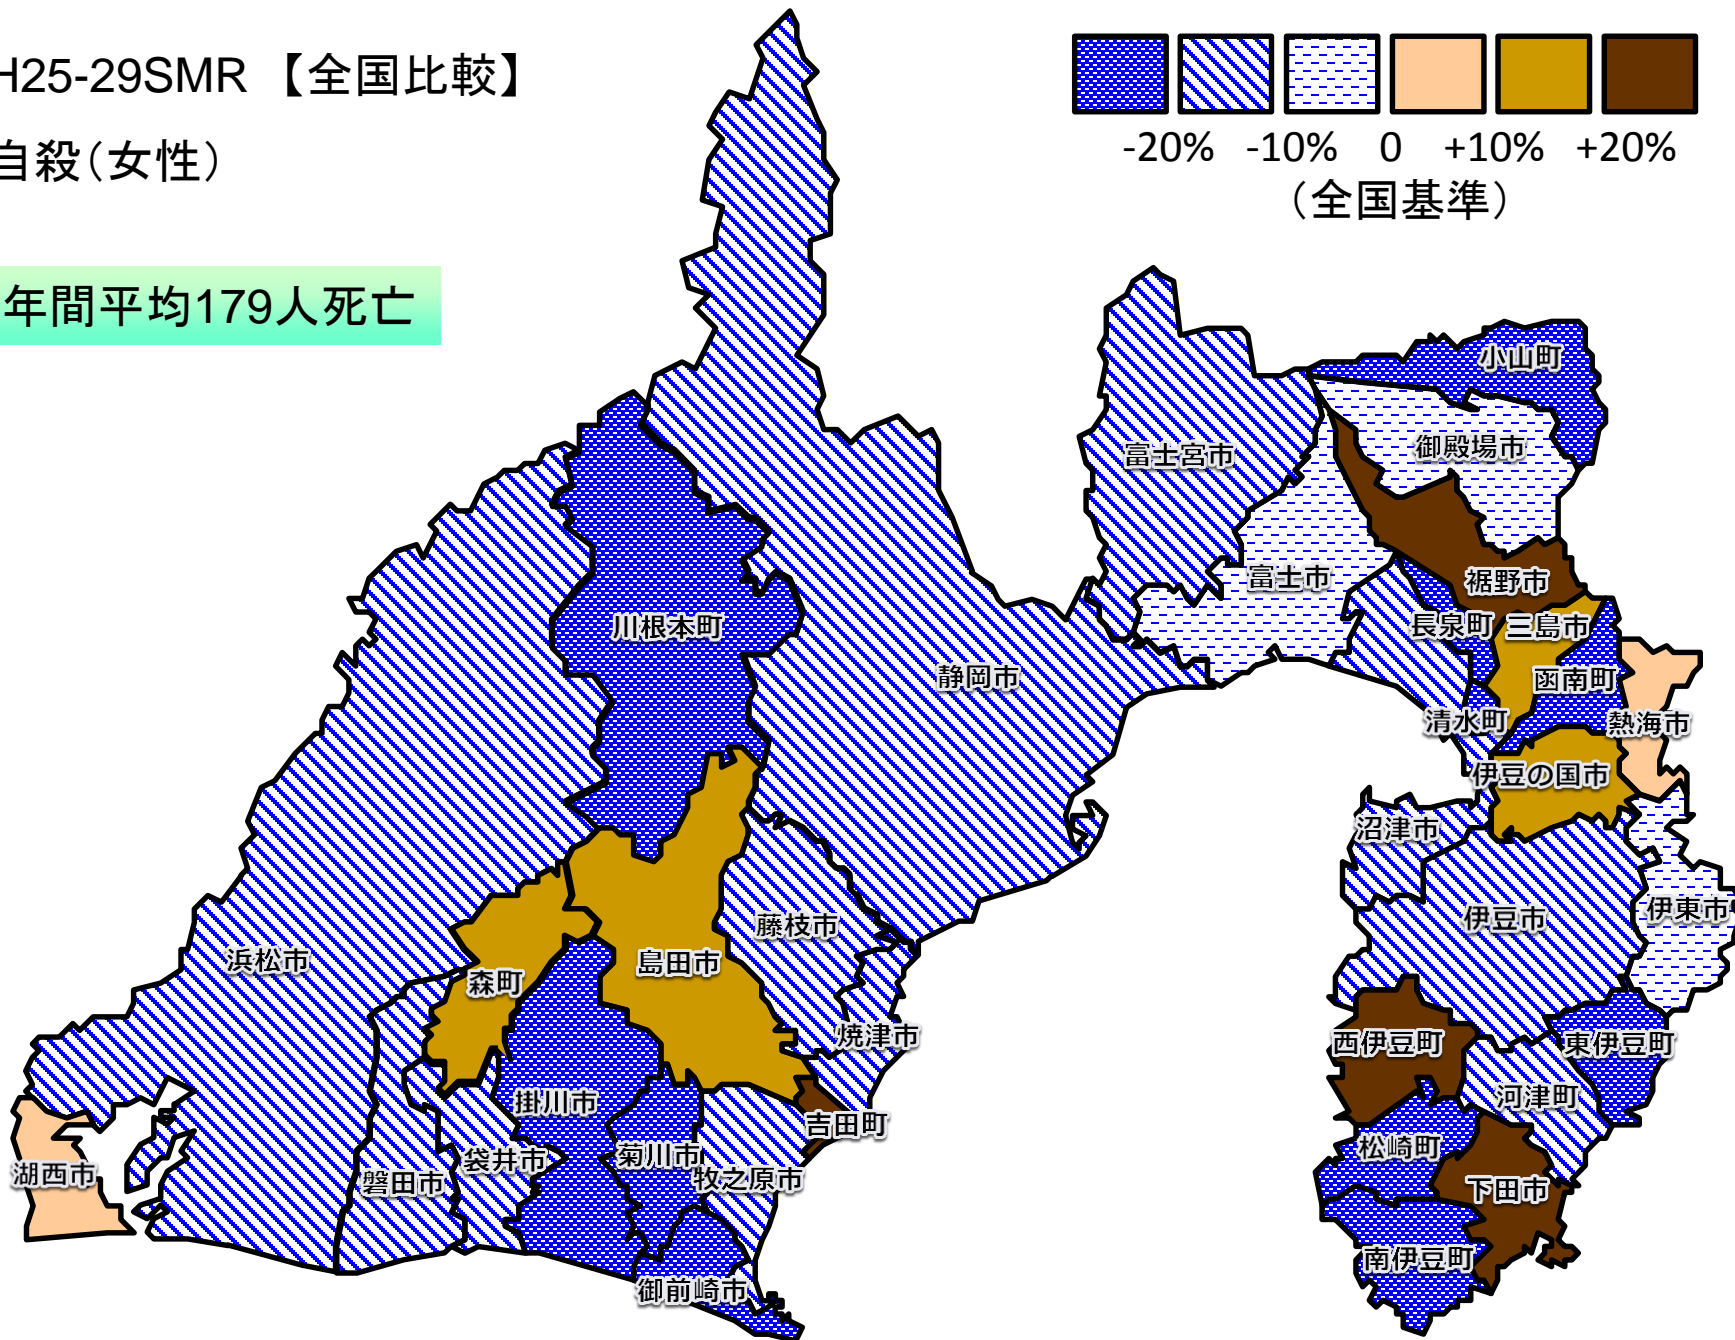 H25-29SMR 【全国比較】
自殺（女性）
年間平均179人死亡
-20% -10% 0 +10% +20%
（全国基準）
小山町
御殿場市
富士宮市
富士市
裾野市
長泉町
三島市
川根本町
静岡市
函南町
清水町
熱海市
伊豆の国市
沼津市
伊豆市
伊東市
藤枝市
浜松市
森町
島田市
焼津市
西伊豆町
東伊豆町
河津町
掛川市
吉田町
松崎町
湖西市
磐田市
袋井市
菊川市
牧之原市
下田市
南伊豆町
御前崎市